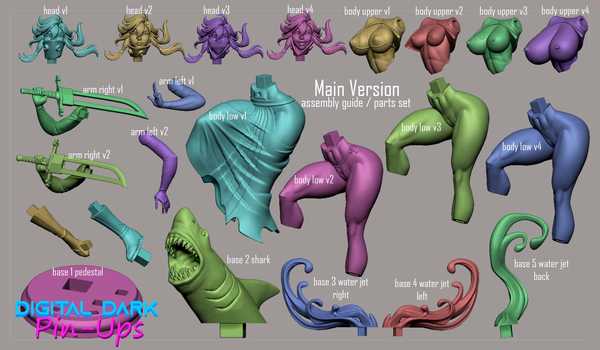 head v1
head v2
head v3
head v4
body upper v1
body upper v2
body upper v3
body upper v4
arm right v1
arm left v1
Main Version
assembly guide / parts set
body low v1
body low v3
arm left v2
body low v4
arm right v2
body low v2
base 1 pedestal
base 2 shark
base 3 water jet
right
base 4 water jet
left
base 5 water jet
back
DIGITAL DARK
Pin-Ups